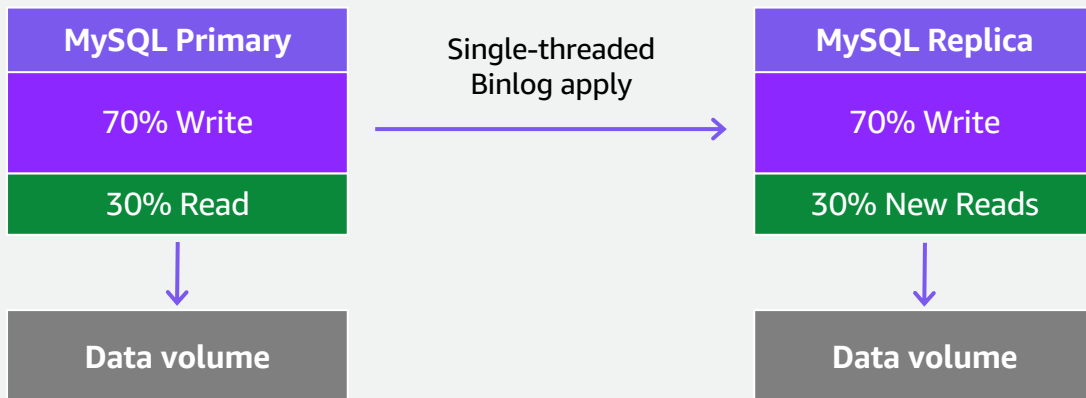 MySQL Primary
70% Write
30% Read
Data volume
Single-threaded
Binlog apply
MySQL Replica
70% Write
30% New Reads
Data volume